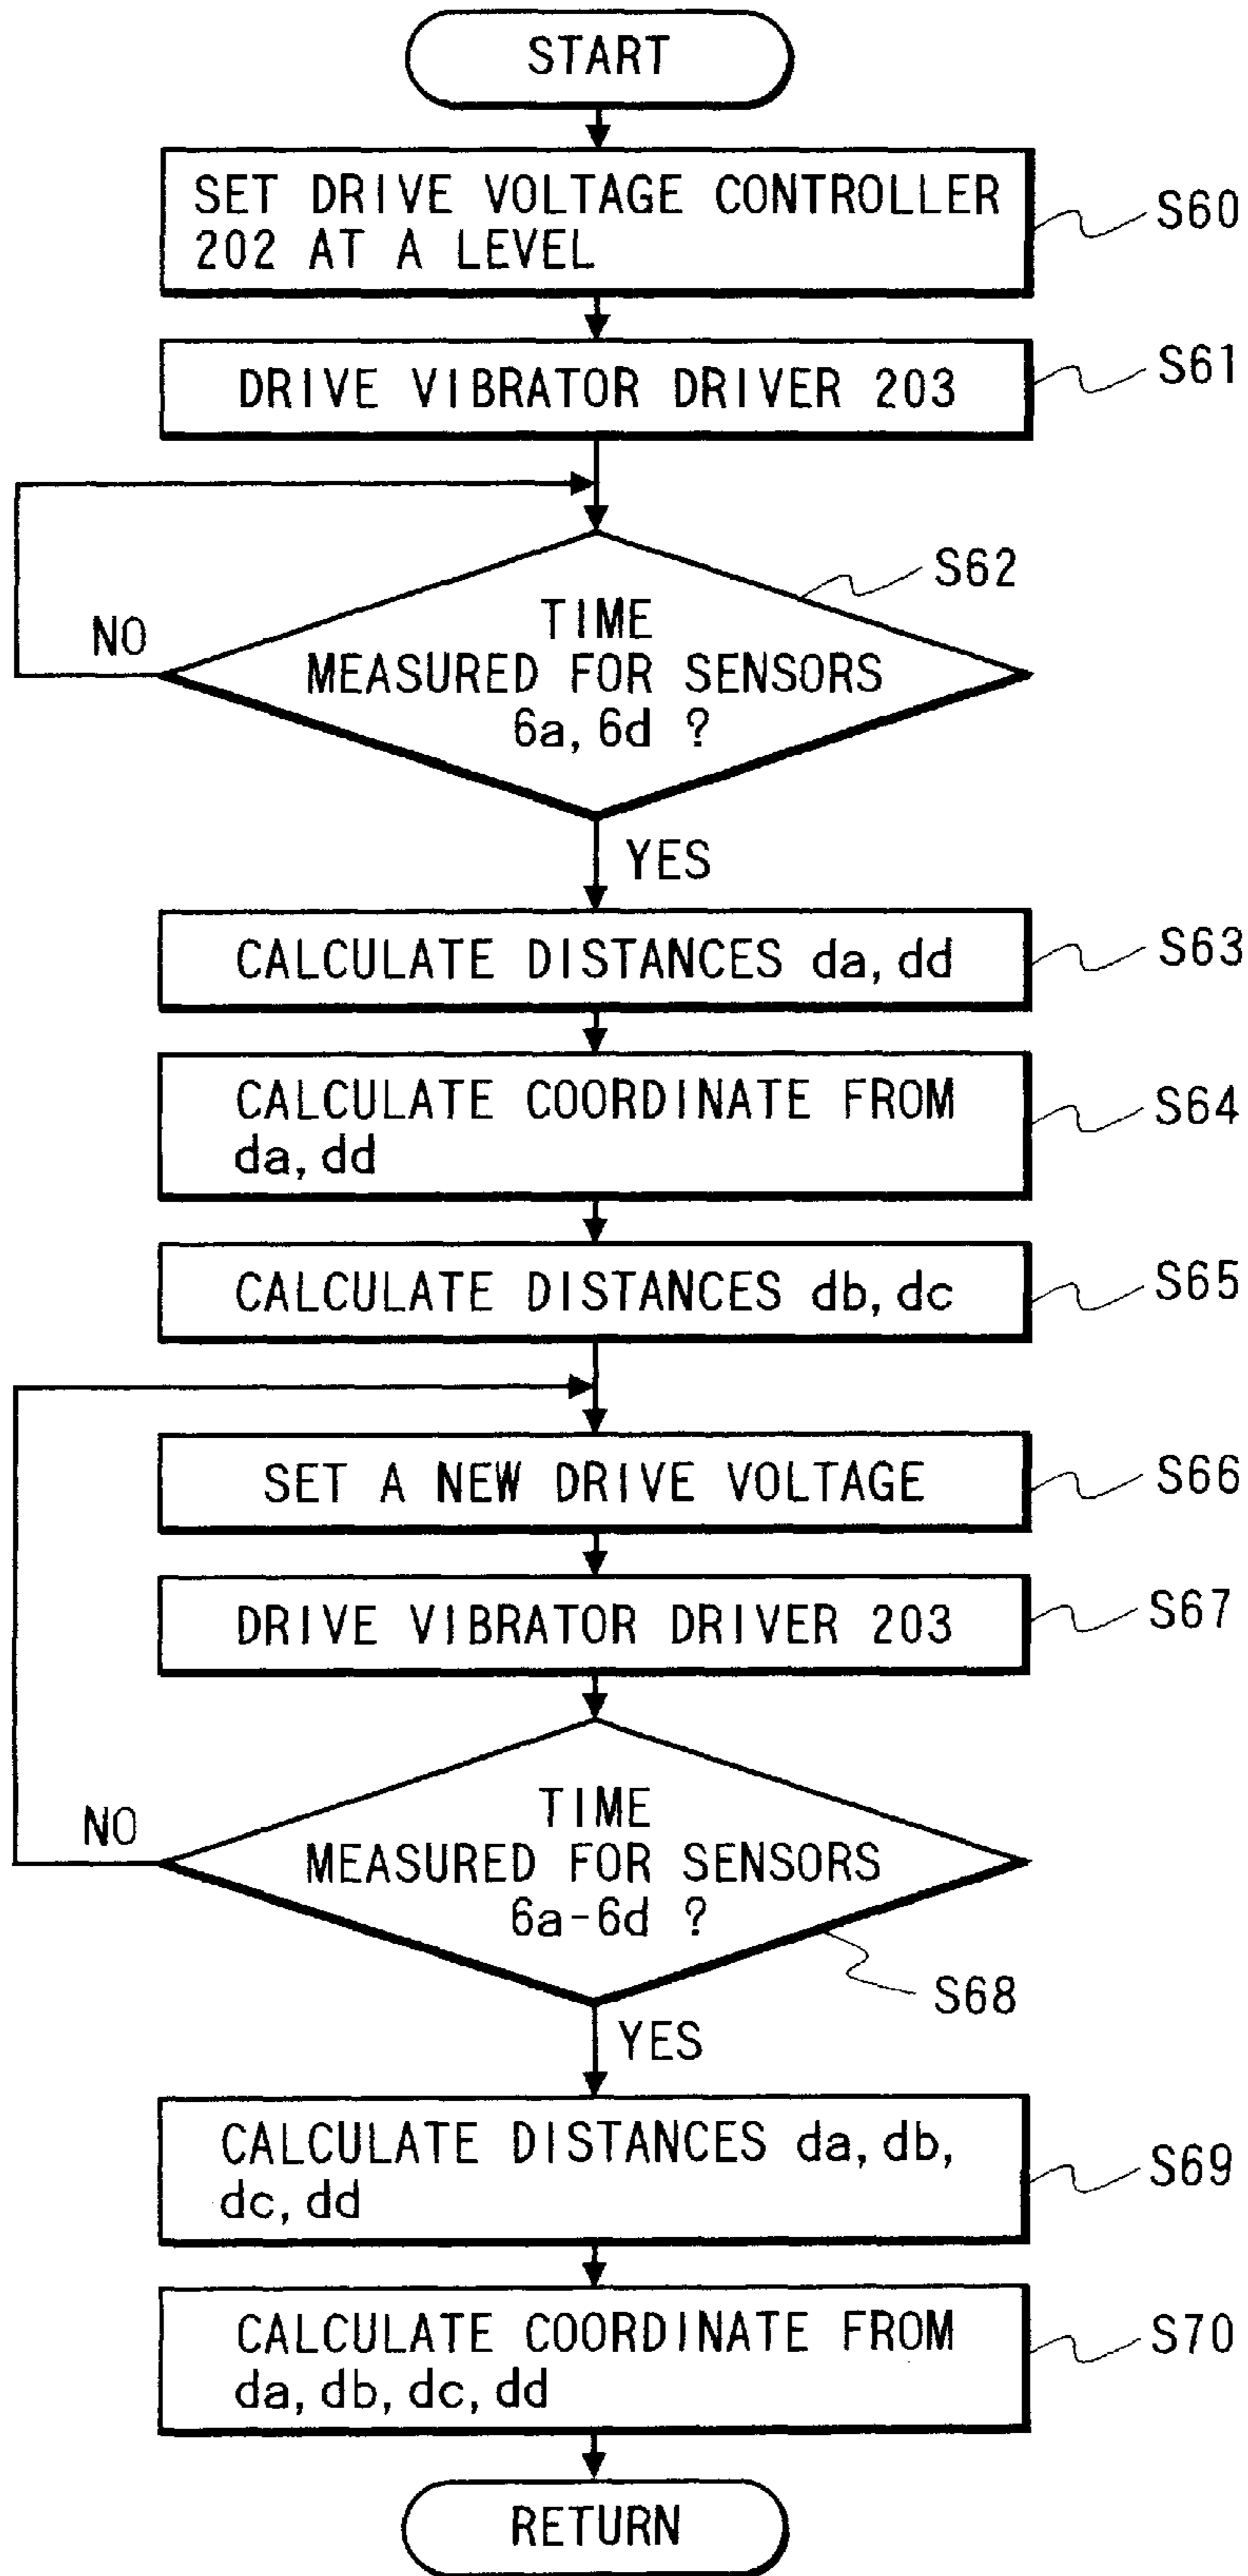 START
SET DRIVE VOLTAGE CONTROLLER
202 AT A LEVEL
S60
DRIVE VIBRATOR DRIVER 203
S61
S62
NO
TIME
MEASURED FOR SENSORS
6a, 6d ?
YES
CALCULATE DISTANCES da, dd
S63
CALCULATE COORDINATE FROM
da, dd
S64
CALCULATE DISTANCES db, dc
S65
SET A NEW DRIVE VOLTAGE
S66
DRIVE VIBRATOR DRIVER 203
S67
NO
TIME
MEASURED FOR SENSORS
6a-6d ?
S68
YES
CALCULATE DISTANCES da, db,
dc, dd
S69
CALCULATE COORDINATE FROM
da, db, dc, dd
S70
RETURN